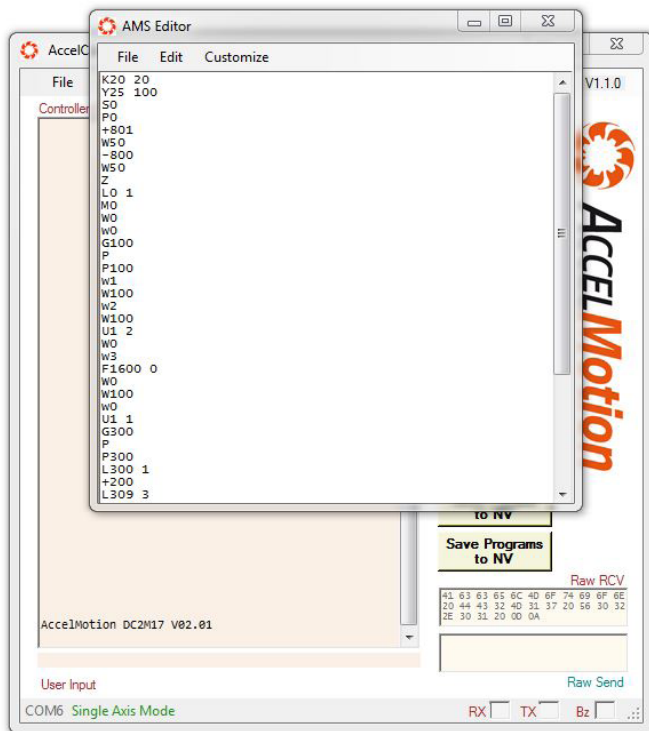 AMS Editor
File Edit Customize
K20 20
Y25 100
S0
P0
+801
W50
-800
W50
Z
L0 1
M0
W0
w0
G100
P
P100
w1
W100
w2
W100
U1 2
W0
w3
F1600 0
W0
W100
w0
U1 1
G300
P
P300
L300 1
+200
L309 3
AccelC
File
V1.1.0
Controller
ACCELMotion
to NV
Save Programs
to NV
Raw RCV
41 63 63 65 6C 4D 6F 74 69 6F 6E
20 44 43 32 4D 31 37 20 56 30 32
2E 30 31 20 0D 0A
AccelMotion DC2M17 V02.01
User Input
Raw Send
COM6 Single Axis Mode
RX TX Bz